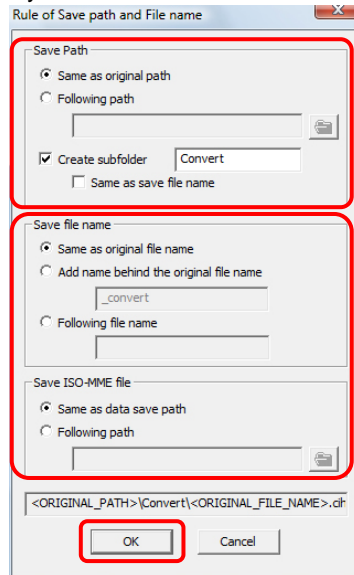 Rule of Save path and File name
Save Path
Same as original path
Following path
Create subfolder Convert
Same as save file name
Save file name
Same as original file name
Add name behind the original file name
_convert
Following file name
Save ISO-MME file
Same as data save path
Following path
<ORIGINAL_PATH>\Convert\<ORIGINAL_FILE_NAME>.cih
OK Cancel